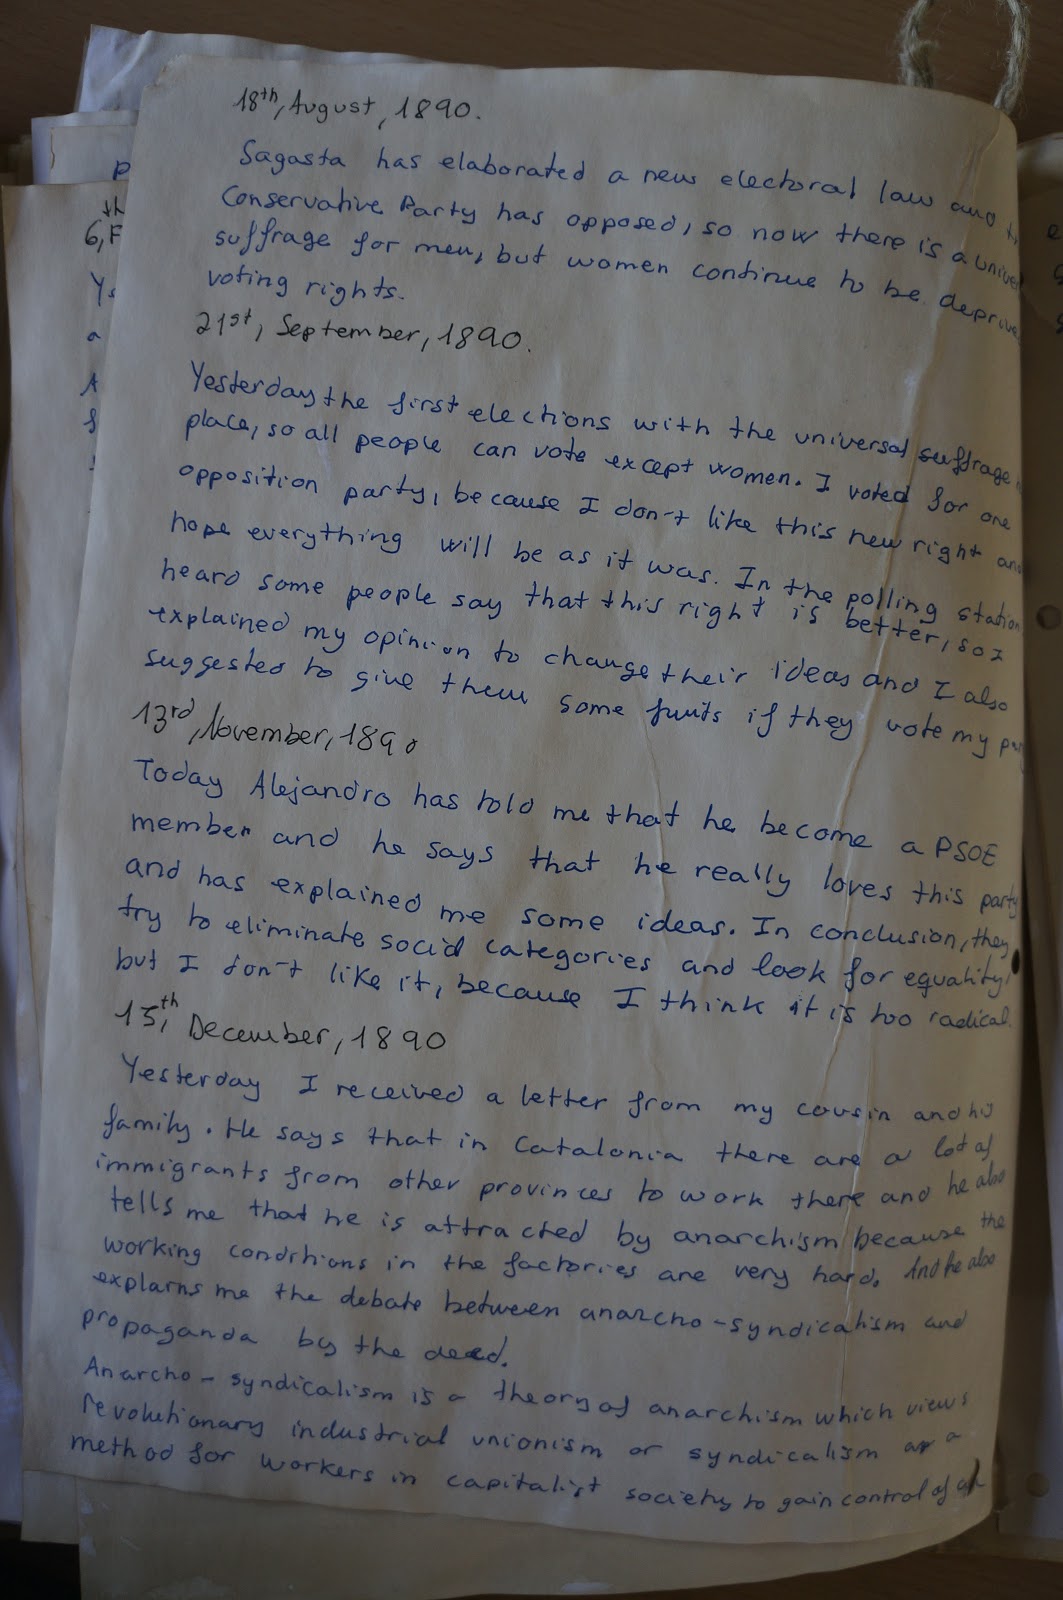 18th, August, 1890.
Sagasta has elaborated a new electoral law and
Conservative Party has opposed, so now there is a
suffrage for men, but women continue to be
voting rights.
21st, September, 1890.
Yesterday the first elections with the universal suffrage
place, so all people can vote except women. I voted for one
opposition party, because I don't like this new right and
hope everything will be as it was. In the polling station
heard some people say that this right is better, so I
explained my opinion to change their ideas and I also
suggested to give them some fruits if they vote my
13rd, November, 1890
Today Alejandro has told me that he become a PSOE
member and he says that he really loves this party
and has explained me some ideas. In conclusion, they
try to eliminate social categories and look for equality,
but I don't like it, because I think it is too radical.
15th, December, 1890
Yesterday I received a letter from my cousin and his
family. He says that in Catalonia there are a lot of
immigrants from other provinces to work there and he also
tells me that he is attracted by anarchism because the
working conditions in the factories are very hard. And he also
explains me the debate between anarcho-syndicalism and
propaganda by the deed.
Anarcho-syndicalism is a theory of anarchism which views
revolutionary industrial unionism or syndicalism as a
method for workers in capitalist society to gain control of an
6,F